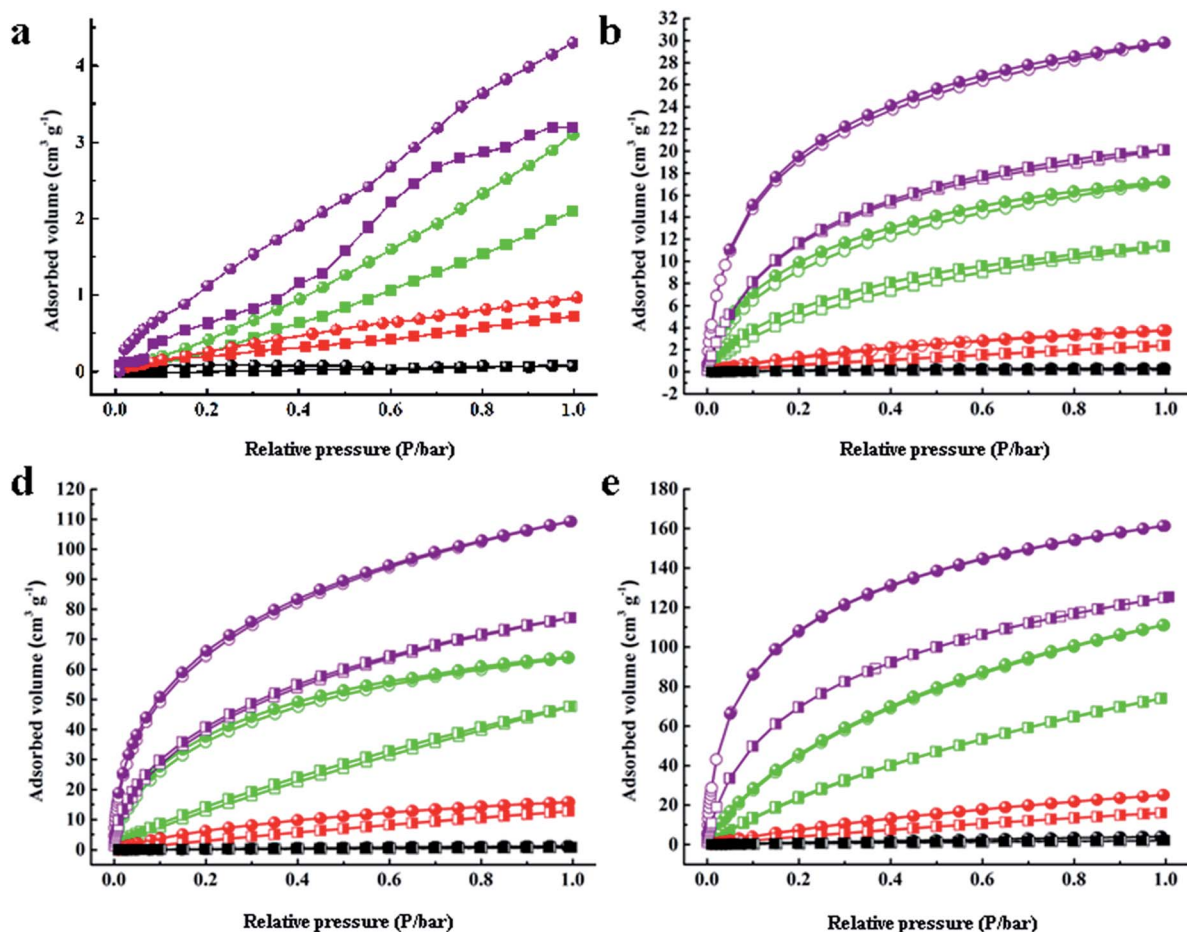 a
Adsorbed volume (cm³ g⁻¹)
4
3
2
1
0
0.0 0.2 0.4 0.6 0.8 1.0
Relative pressure (P/bar)
b
Adsorbed volume (cm³ g⁻¹)
32
30
28
26
24
22
20
18
16
14
12
10
8
6
4
2
0
-2
0.0 0.2 0.4 0.6 0.8 1.0
Relative pressure (P/bar)
d
Adsorbed volume (cm³ g⁻¹)
120
110
100
90
80
70
60
50
40
30
20
10
0
0.0 0.2 0.4 0.6 0.8 1.0
Relative pressure (P/bar)
e
Adsorbed volume (cm³ g⁻¹)
180
160
140
120
100
80
60
40
20
0
0.0 0.2 0.4 0.6 0.8 1.0
Relative pressure (P/bar)